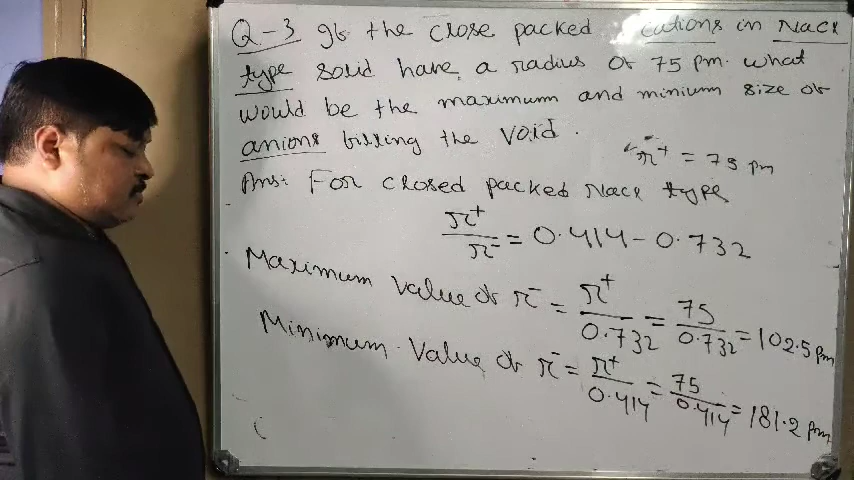 Q-3 If the close packed cations in NaCl
type solid have a radius of 75 pm. what
would be the maximum and minium size of
anions filling the void.
r⁺ = 75 pm
Ans: For closed packed NaCl type
r⁺/r⁻ = 0.414 - 0.732
Maximum value of r⁻ = r⁺/0.732 = 75/0.732 = 102.5 pm
Minimum value of r⁻ = r⁺/0.414 = 75/0.414 = 181.2 pm